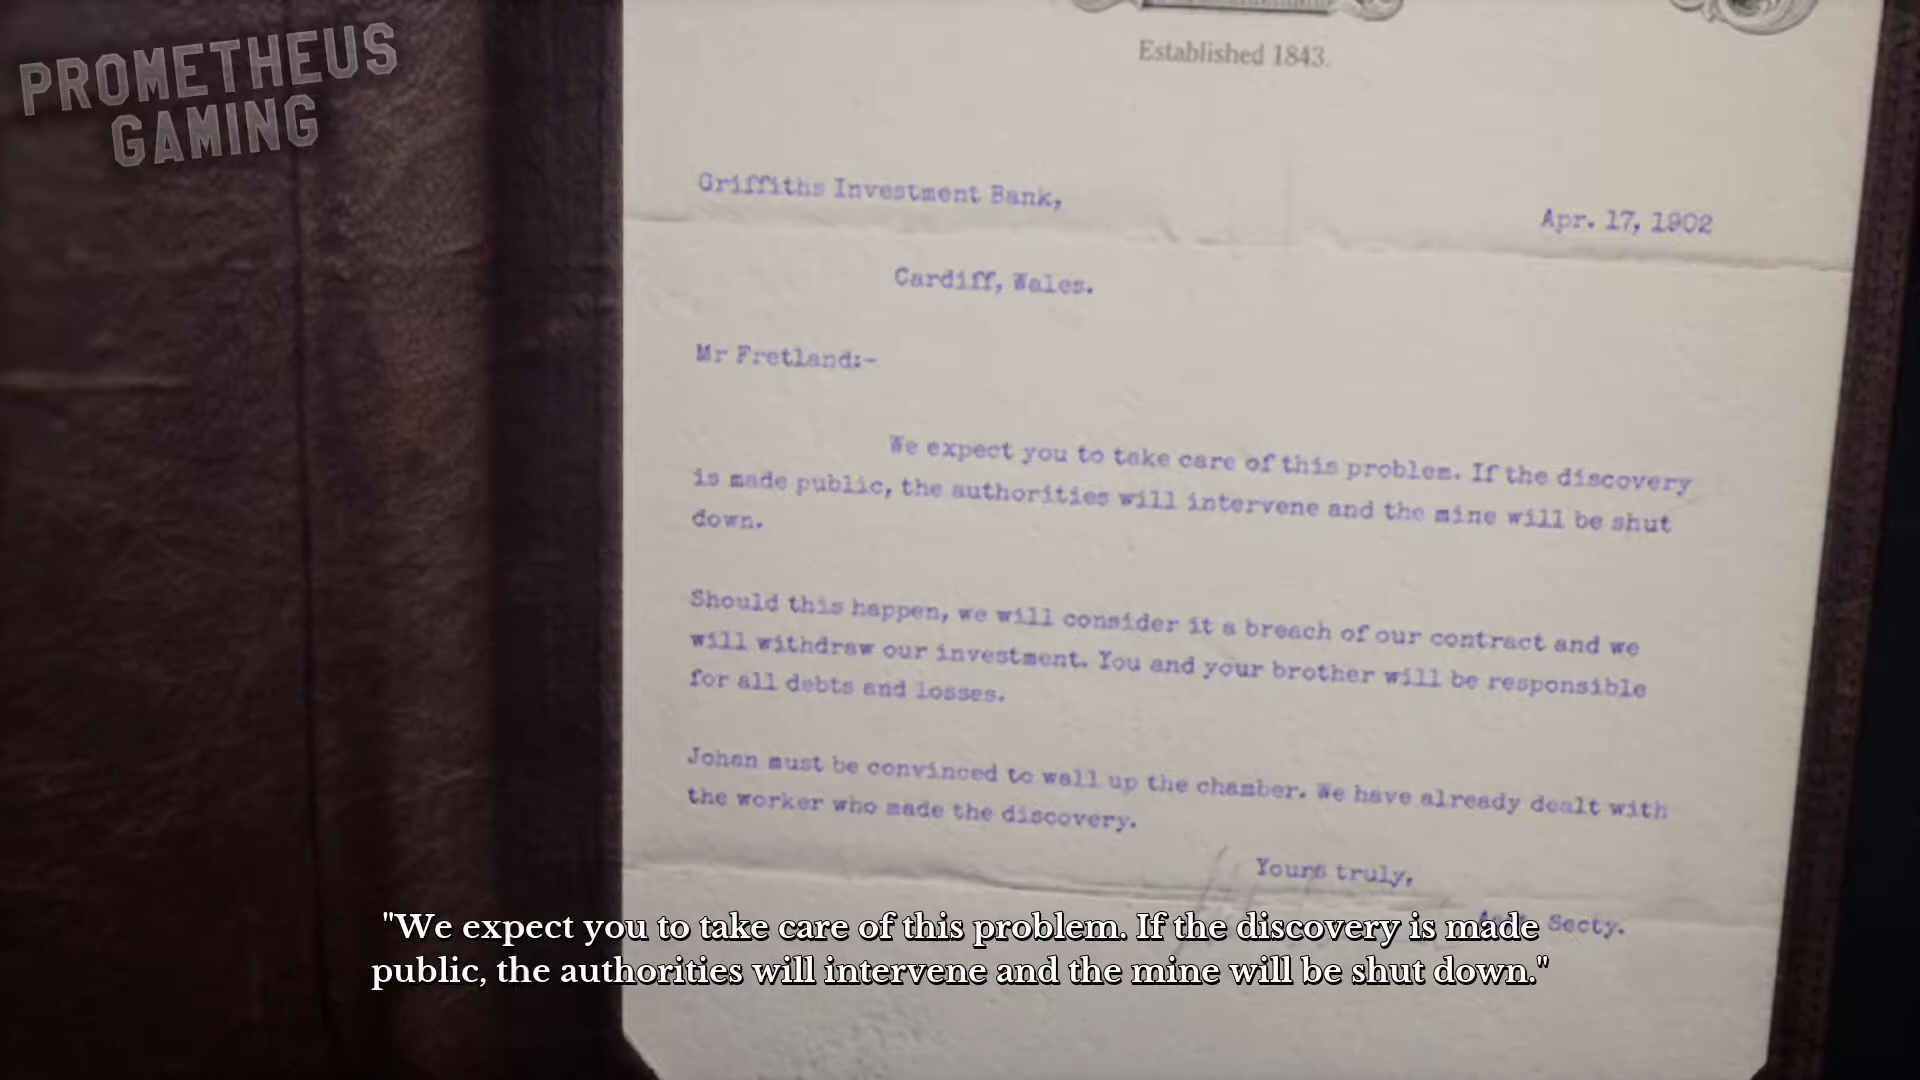 PROMETHEUS
GAMING
Established 1843.
Griffiths Investment Bank,
Apr. 17, 1902
Cardiff, Wales.
Mr Fretland:-
We expect you to take care of this problem. If the discovery
is made public, the authorities will intervene and the mine will be shut
down.
Should this happen, we will consider it a breach of our contract and we
will withdraw our investment. You and your brother will be responsible
for all debts and losses.
Johan must be convinced to wall up the chamber. We have already dealt with
the worker who made the discovery.
Yours truly,
Secty.
"We expect you to take care of this problem. If the discovery is made
public, the authorities will intervene and the mine will be shut down."